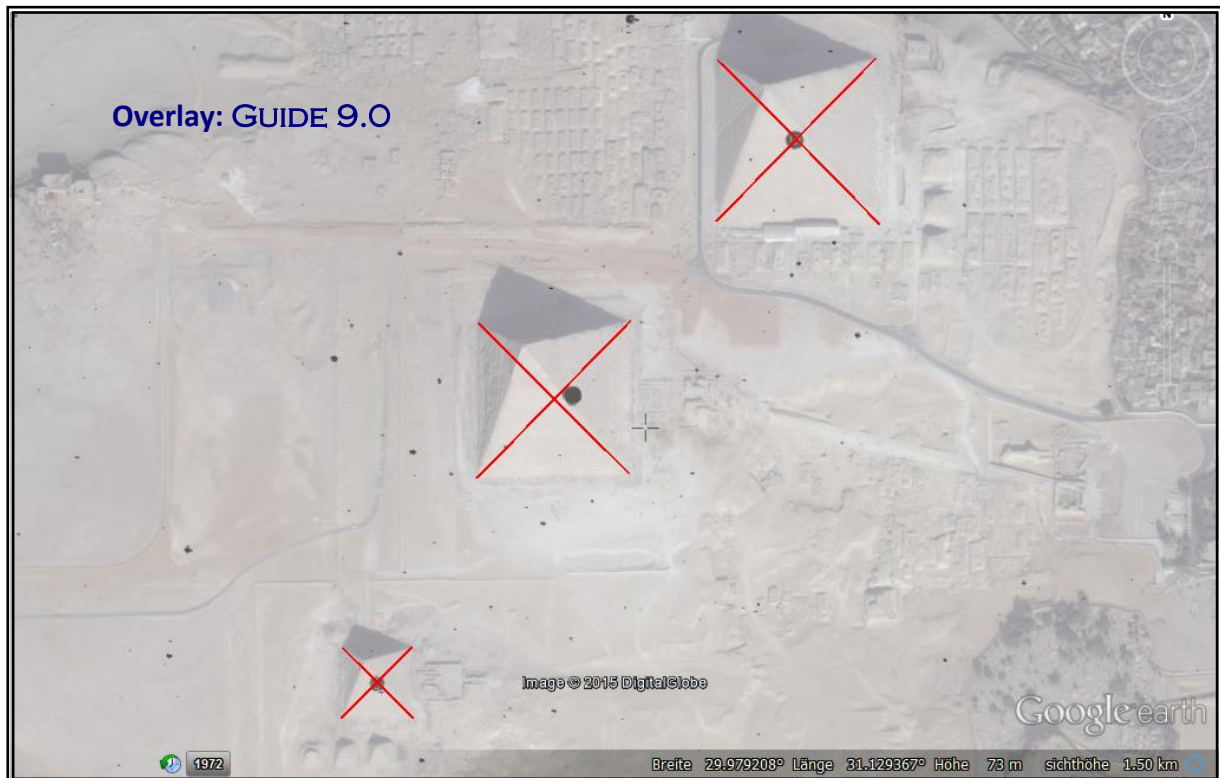 N
Overlay: GUIDE 9.0
Image © 2015 DigitalGlobe
Google earth
1972
Breite 29.979208° Länge 31.129367° Höhe 73 m sichthöhe 1.50 km